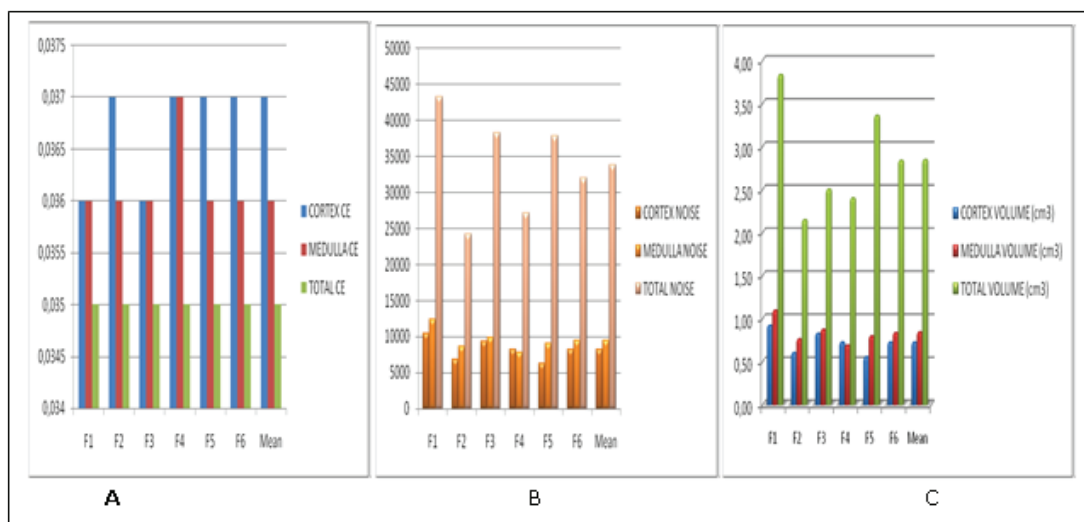 0,0375
0,037
0,0365
0,036
0,0355
0,035
0,0345
0,034
F1 F2 F3 F4 F5 F6 Mean
CORTEX CE
MEDULLA CE
TOTAL CE
A
50000
45000
40000
35000
30000
25000
20000
15000
10000
5000
0
F1 F2 F3 F4 F5 F6 Mean
CORTEX NOISE
MEDULLA NOISE
TOTAL NOISE
B
4,00
3,50
3,00
2,50
2,00
1,50
1,00
0,50
0,00
F1 F2 F3 F4 F5 F6 Mean
CORTEX VOLUME (cm3)
MEDULLA VOLUME (cm3)
TOTAL VOLUME (cm3)
C